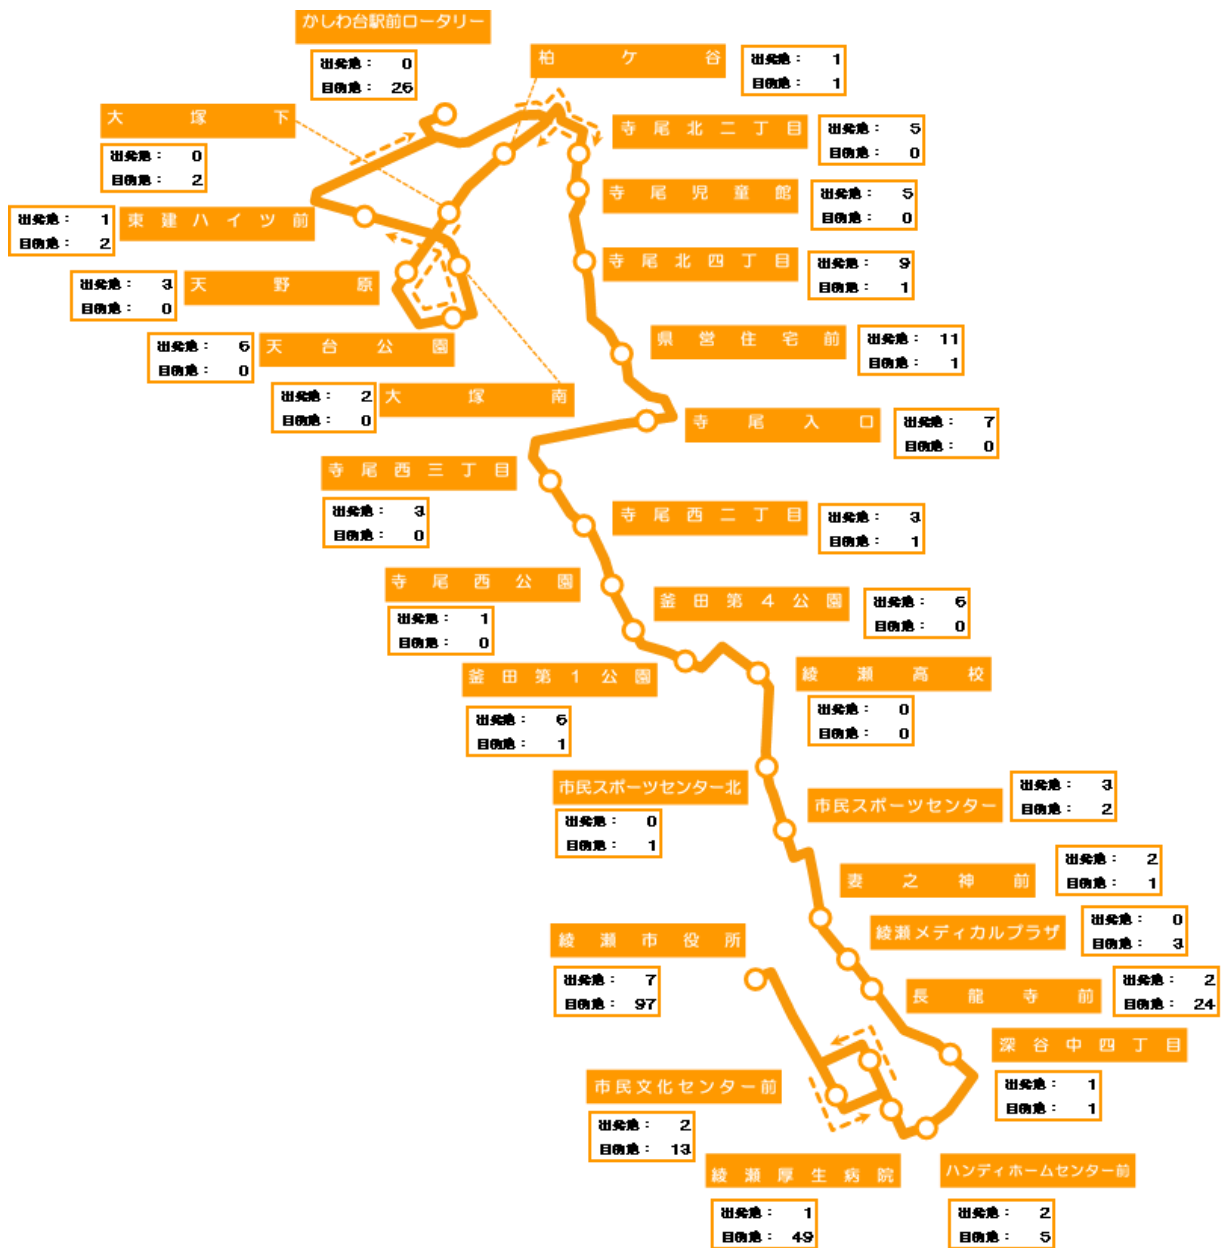 かしわ台駅前ロータリー
出発地： 0
目的地： 26
柏ケ谷
出発地： 1
目的地： 1
大塚下
出発地： 0
目的地： 2
寺尾北二丁目
出発地： 5
目的地： 0
東建ハイツ前
出発地： 1
目的地： 2
寺尾児童館
出発地： 5
目的地： 0
天野原
出発地： 3
目的地： 0
寺尾北四丁目
出発地： 9
目的地： 1
天台公園
出発地： 6
目的地： 0
県営住宅前
出発地： 11
目的地： 1
大塚南
出発地： 2
目的地： 0
寺尾入口
出発地： 7
目的地： 0
寺尾西三丁目
出発地： 3
目的地： 0
寺尾西二丁目
出発地： 3
目的地： 1
寺尾西公園
出発地： 1
目的地： 0
釜田第４公園
出発地： 6
目的地： 0
釜田第１公園
出発地： 6
目的地： 1
綾瀬高校
出発地： 0
目的地： 0
市民スポーツセンター北
出発地： 0
目的地： 1
市民スポーツセンター
出発地： 3
目的地： 2
妻之神前
出発地： 2
目的地： 1
綾瀬メディカルプラザ
出発地： 0
目的地： 3
綾瀬市役所
出発地： 7
目的地： 97
長龍寺前
出発地： 2
目的地： 24
深谷中四丁目
出発地： 1
目的地： 1
市民文化センター前
出発地： 2
目的地： 13
綾瀬厚生病院
出発地： 1
目的地： 49
ハンディホームセンター前
出発地： 2
目的地： 5